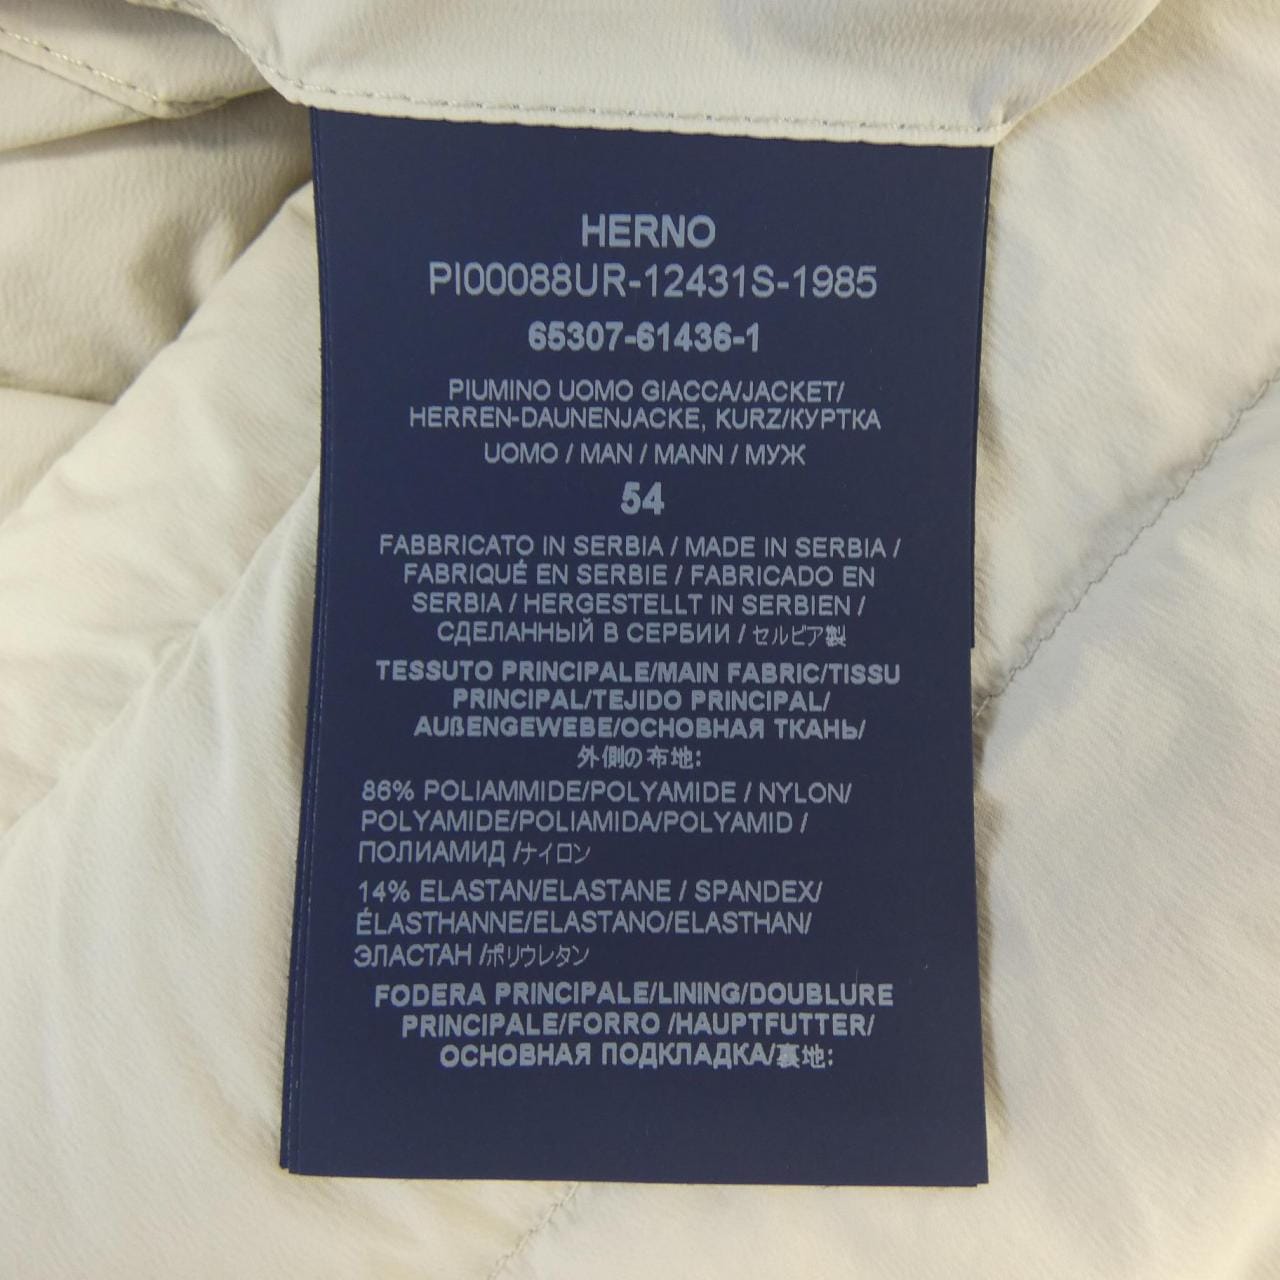 HERNO
PI00088UR-12431S-1985
65307-61436-1
PIUMINO UOMO GIACCA/JACKET/
HERREN-DAUNENJACKE, KURZ/КУРТКА
UOMO / MAN / MANN / МУЖ
54
FABBRICATO IN SERBIA / MADE IN SERBIA /
FABRIQUÉ EN SERBIE / FABRICADO EN
SERBIA / HERGESTELLT IN SERBIEN /
СДЕЛАННЫЙ В СЕРБИИ / セルビア製
TESSUTO PRINCIPALE/MAIN FABRIC/TISSU
PRINCIPAL/TEJIDO PRINCIPAL/
AUßENGEWEBE/ОСНОВНАЯ ТКАНЬ/
外側の布地:
86% POLIAMMIDE/POLYAMIDE / NYLON/
POLYAMIDE/POLIAMIDA/POLYAMID /
ПОЛИАМИД /ナイロン
14% ELASTAN/ELASTANE / SPANDEX/
ÉLASTHANNE/ELASTANO/ELASTHAN/
ЭЛАСТАН /ポリウレタン
FODERA PRINCIPALE/LINING/DOUBLURE
PRINCIPALE/FORRO /HAUPTFUTTER/
ОСНОВНАЯ ПОДКЛАДКА/裏地: